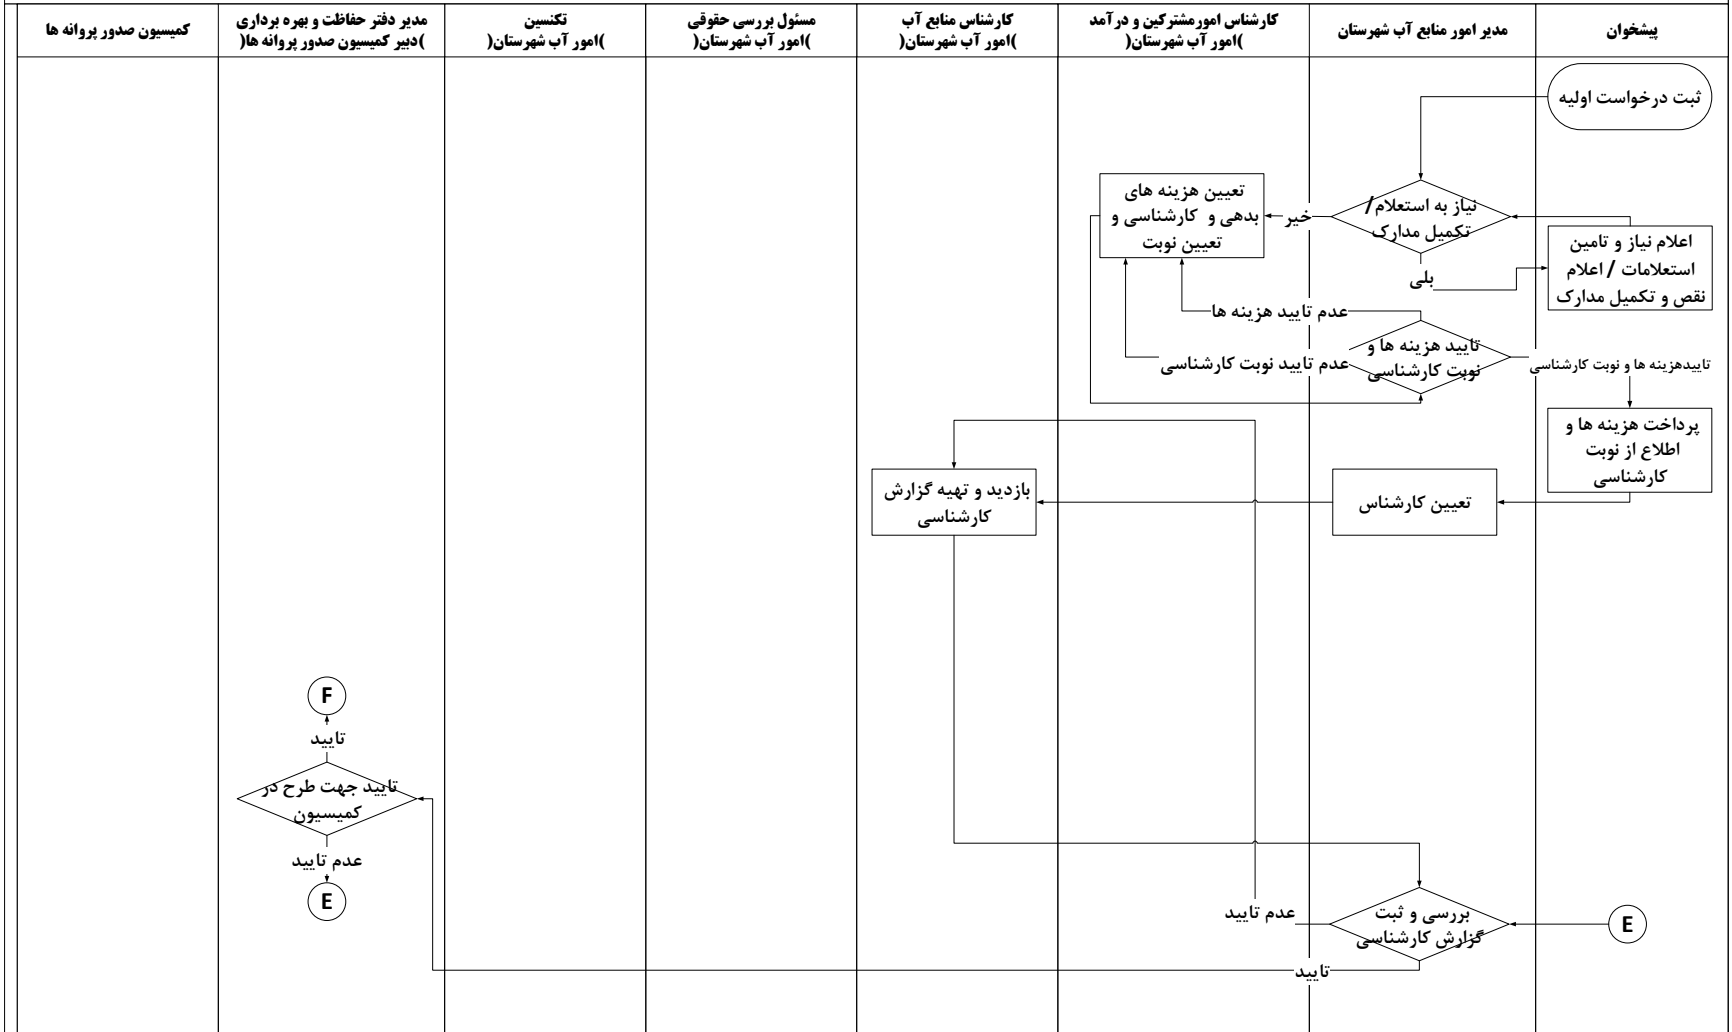 پیشخوان
مدیر امور منابع آب شهرستان
کارشناس امورمشترکین و درآمد
)امور آب شهرستان(
کارشناس منابع آب
)امور آب شهرستان(
مسئول بررسی حقوقی
)امور آب شهرستان(
تکنسین
)امور آب شهرستان(
مدیر دفتر حفاظت و بهره برداری
)دبیر کمیسیون صدور پروانه ها(
کمیسیون صدور پروانه ها
ثبت درخواست اولیه
نیاز به استعلام/
تکمیل مدارک
خیر
بلی
تعیین هزینه های
بدهی و کارشناسی و
تعیین نوبت
اعلام نیاز و تامین
استعلامات / اعلام
نقص و تکمیل مدارک
عدم تایید هزینه ها
تایید هزینه ها و
نوبت کارشناسی
عدم تایید نوبت کارشناسی
تاییدهزینه ها و نوبت کارشناسی
پرداخت هزینه ها و
اطلاع از نوبت
کارشناسی
تعیین کارشناس
بازدید و تهیه گزارش
کارشناسی
F
تایید
تایید جهت طرح در
کمیسیون
عدم تایید
E
بررسی و ثبت
گزارش کارشناسی
عدم تایید
E
تایید